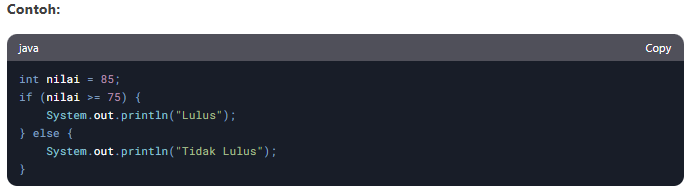 Contoh:
java Copy
int nilai = 85;
if (nilai >= 75) {
    System.out.println("Lulus");
} else {
    System.out.println("Tidak Lulus");
}